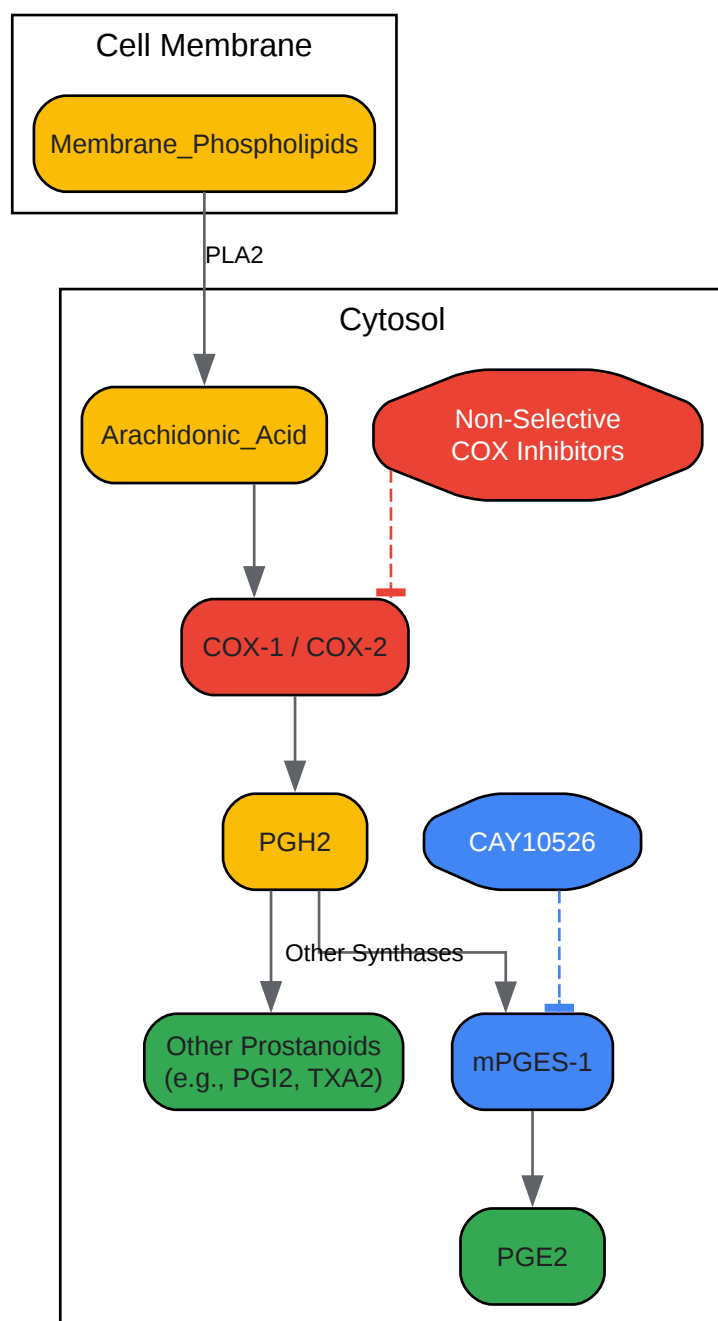 Cell Membrane
Membrane_Phospholipids
PLA2
Cytosol
Arachidonic_Acid
Non-Selective
COX Inhibitors
COX-1 / COX-2
PGH2
CAY10526
Other Synthases
Other Prostanoids
(e.g., PGI2, TXA2)
mPGES-1
PGE2